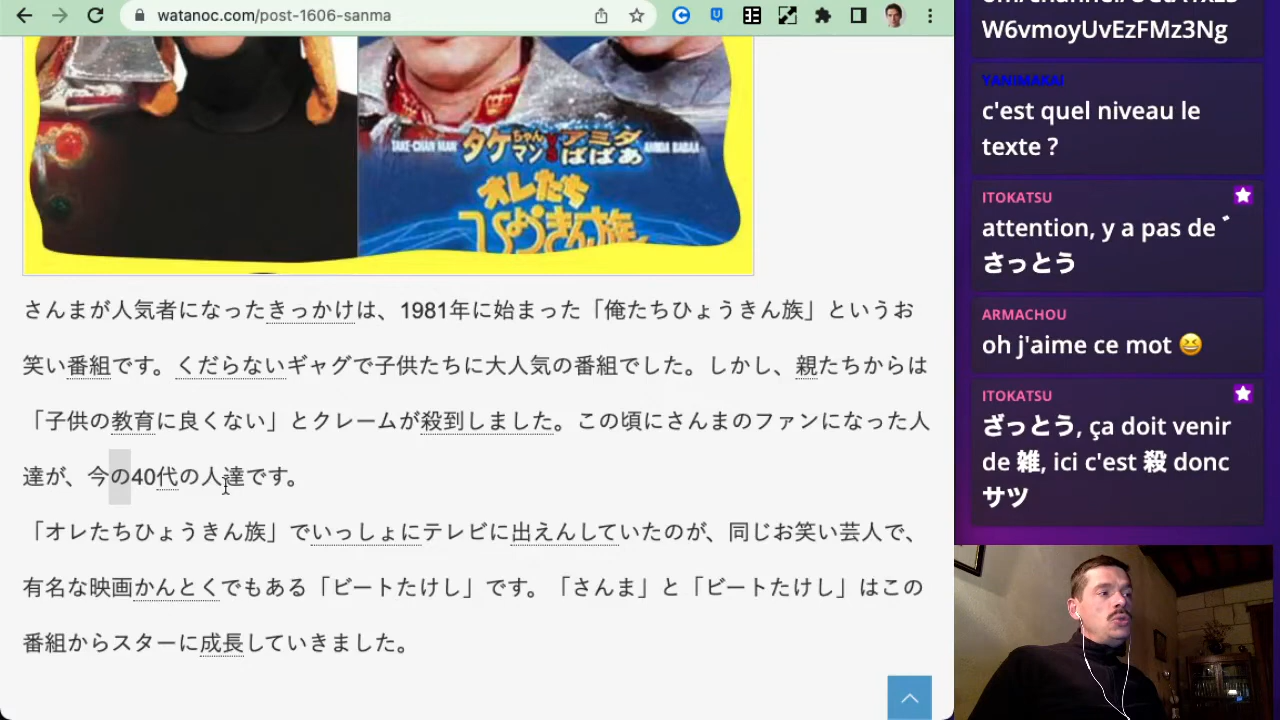 watanoc.com/post-1606-sanma
TAKE-CHAN MAN タケちゃんマン VS アミダばばあ AMIDA BABAA
オレたち
ひょうきん族
さんまが人気者になったきっかけは、1981年に始まった「俺たちひょうきん族」というお
笑い番組です。くだらないギャグで子供たちに大人気の番組でした。しかし、親たちからは
「子供の教育に良くない」とクレームが殺到しました。この頃にさんまのファンになった人
達が、今の40代の人達です。
「オレたちひょうきん族」でいっしょにテレビに出えんしていたのが、同じお笑い芸人で、
有名な映画かんとくでもある「ビートたけし」です。「さんま」と「ビートたけし」はこの
番組からスターに成長していきました。
W6vmoyUvEzFMz3Ng
YANIMAKAI
c'est quel niveau le
texte ?
ITOKATSU
attention, y a pas de ゛
さっとう
ARMACHOU
oh j'aime ce mot 😆
ITOKATSU
ざっとう, ça doit venir
de 雑, ici c'est 殺 donc
サツ